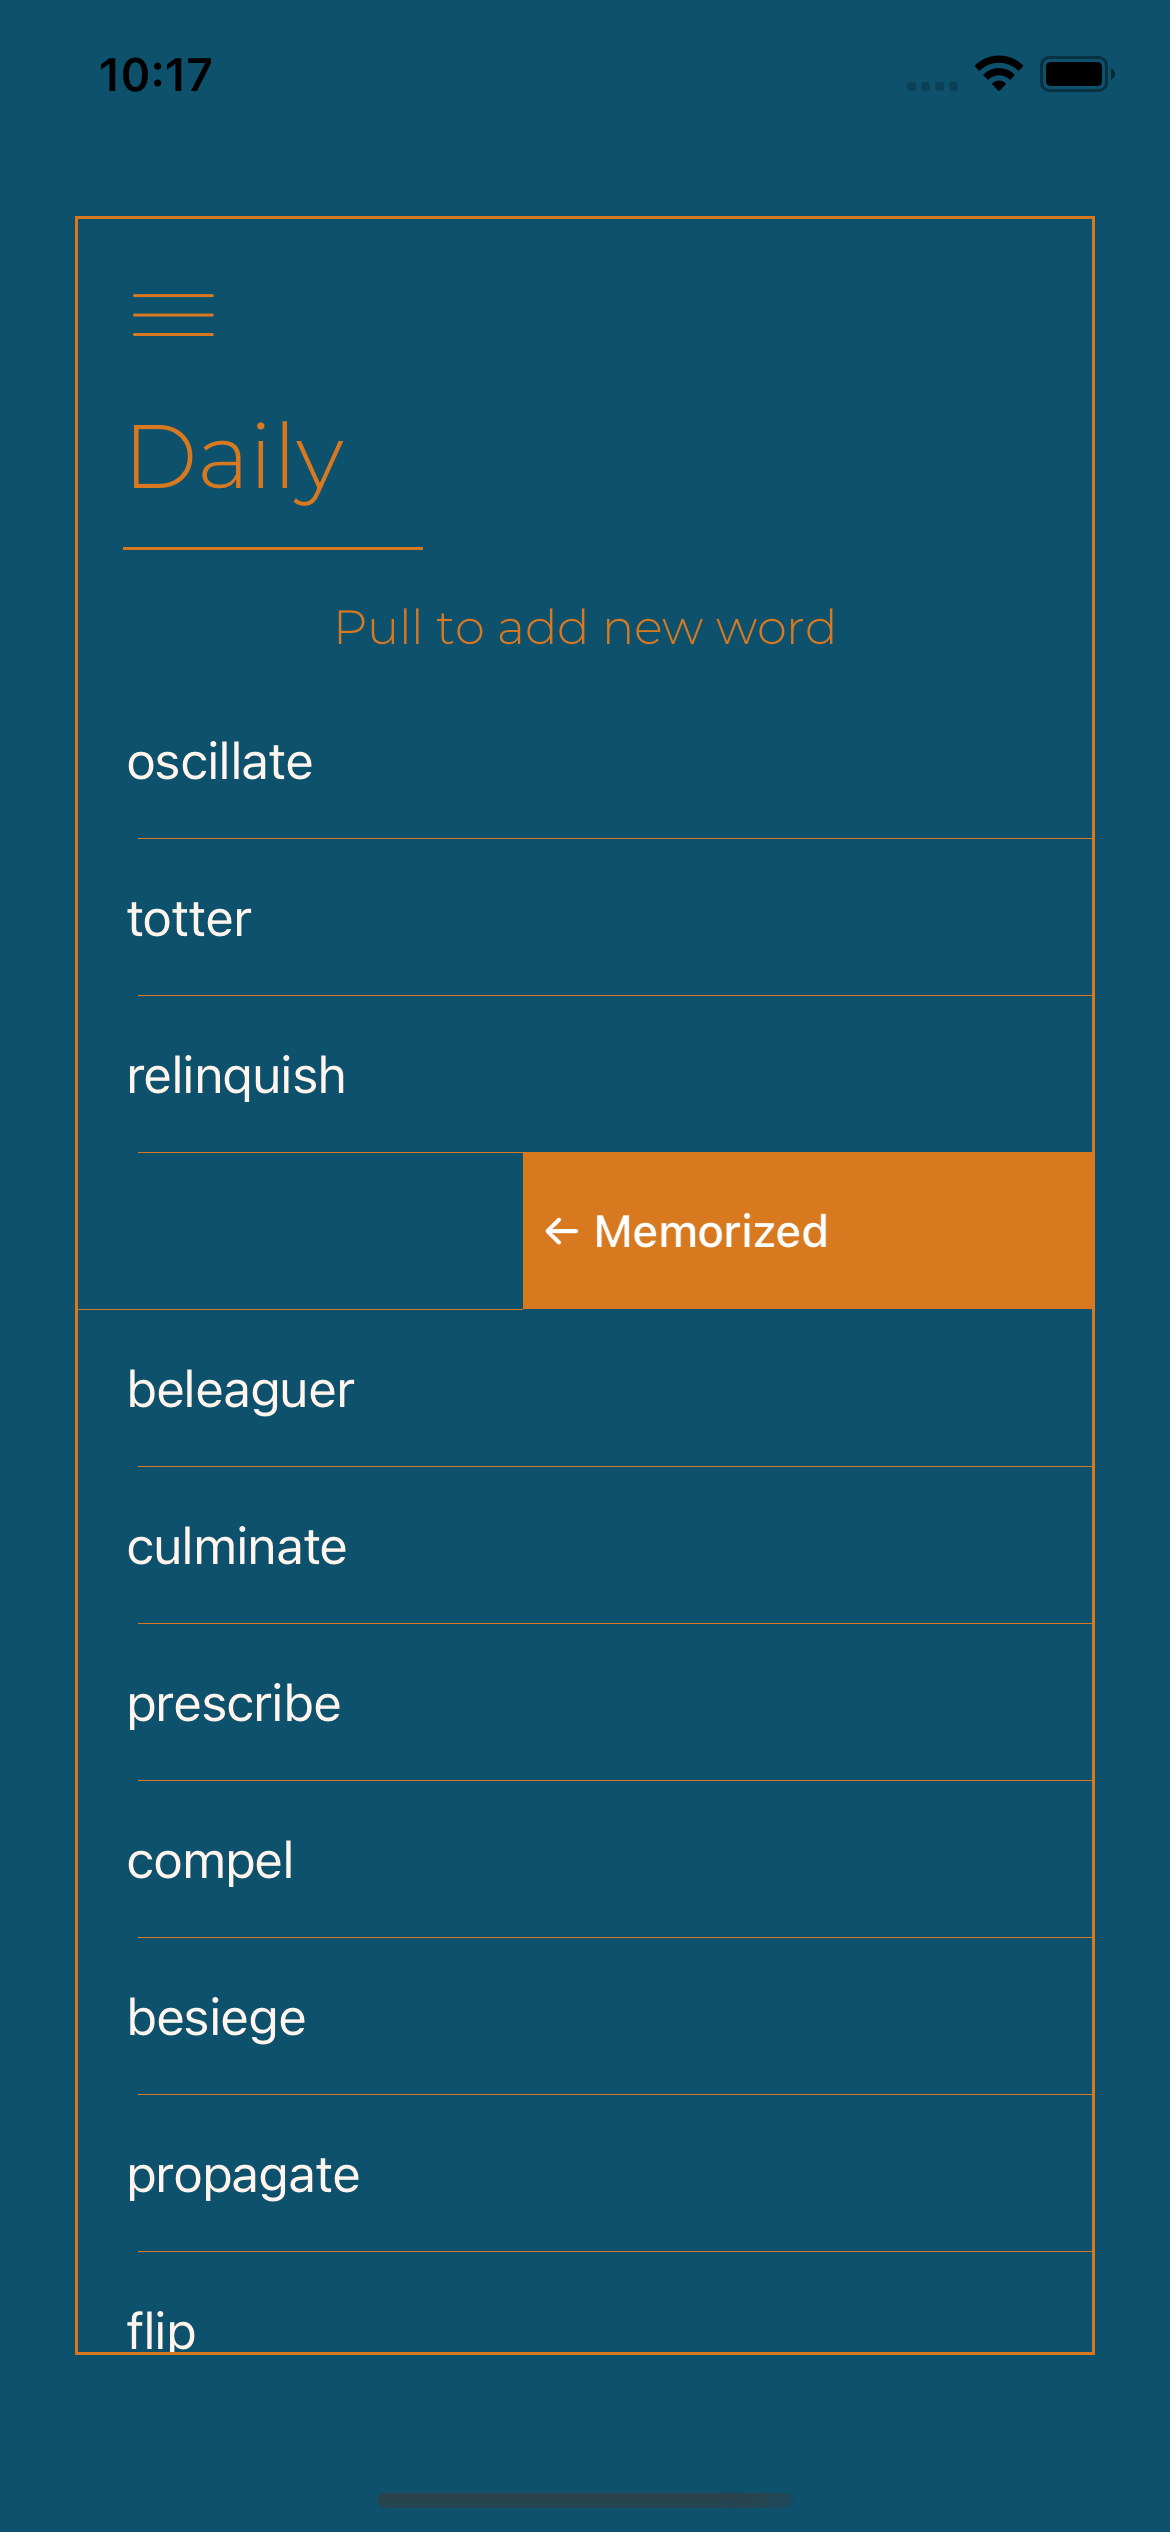 10:17
Daily
Pull to add new word
oscillate
totter
relinquish
← Memorized
beleaguer
culminate
prescribe
compel
besiege
propagate
flip